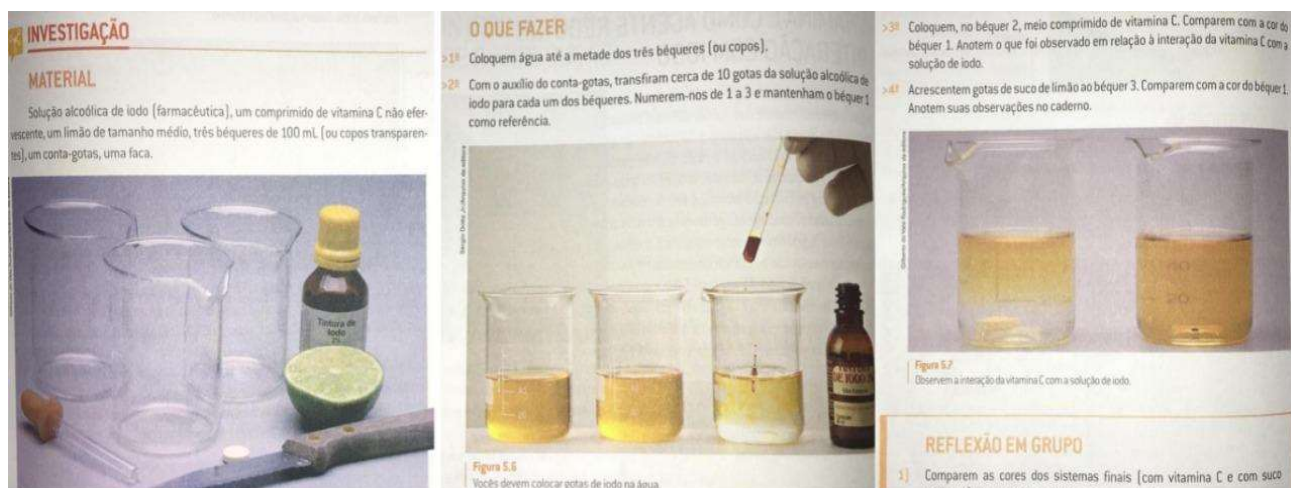 INVESTIGAÇÃO
MATERIAL
Solução alcoólica de iodo (farmacêutica), um comprimido de vitamina C não efer-
vescente, um limão de tamanho médio, três béqueres de 100 mL (ou copos transparen-
tes), um conta-gotas, uma faca.
Tintura de
Iodo
2%
O QUE FAZER
>1º Coloquem água até a metade dos três béqueres (ou copos).
>2º Com o auxílio do conta-gotas, transfiram cerca de 10 gotas da solução alcoólica de
iodo para cada um dos béqueres. Numerem-nos de 1 a 3 e mantenham o béquer 1
como referência.
DE IODO
Figura 5.6
Vocês devem colocar gotas de iodo na água.
>3º Coloquem, no béquer 2, meio comprimido de vitamina C. Comparem com a cor do
béquer 1. Anotem o que foi observado em relação à interação da vitamina C com a
solução de iodo.
>4º Acrescentem gotas de suco de limão ao béquer 3. Comparem com a cor do béquer 1.
Anotem suas observações no caderno.
Figura 5.7
Observem a interação da vitamina C com a solução de iodo.
REFLEXÃO EM GRUPO
1) Comparem as cores dos sistemas finais (com vitamina C e com suco